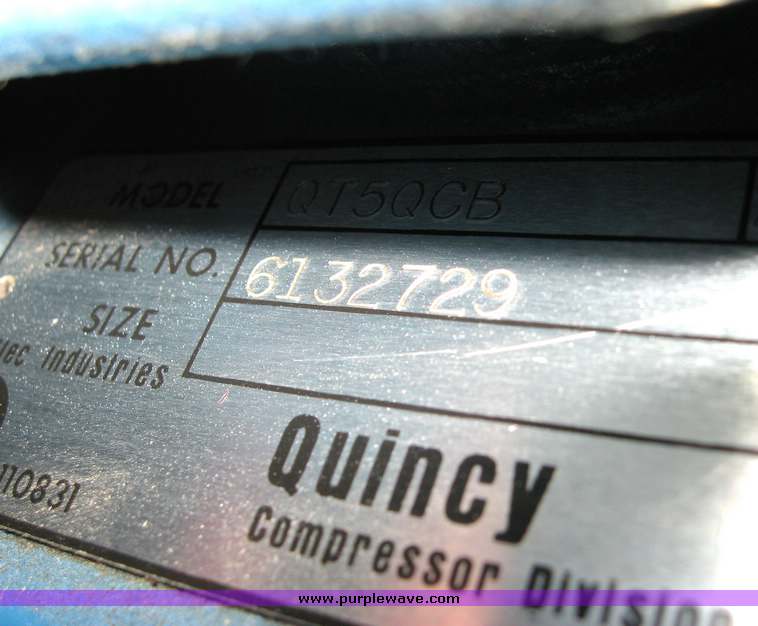 MODEL QT5QCB
SERIAL NO. 6132729
SIZE
Industries
Quincy
Compressor Division
110831
www.purplewave.com